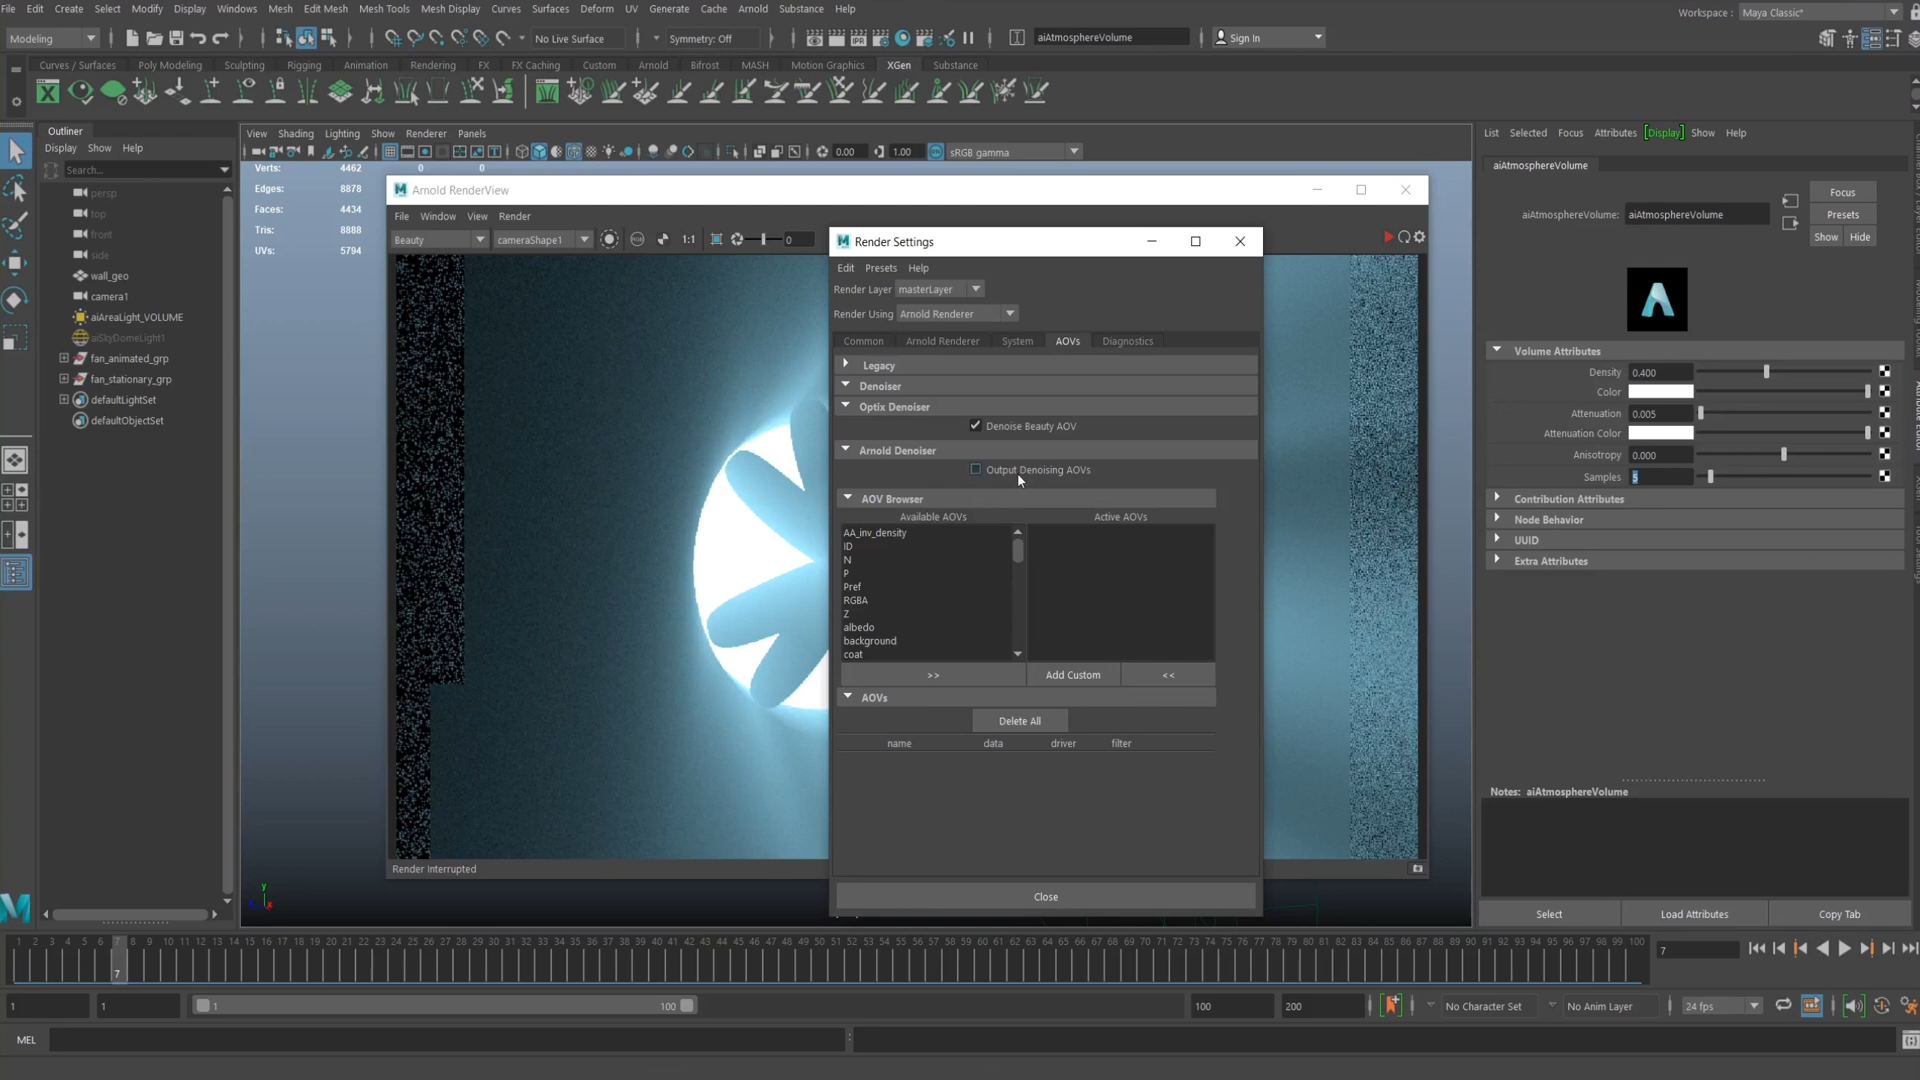 File Edit Create Select Modify Display Windows Mesh Edit Mesh Mesh Tools Mesh Display Curves Surfaces Deform UV Generate Cache Arnold Substance Help
Workspace : Maya Classic*
Modeling No Live Surface Symmetry: Off aiAtmosphereVolume Sign In
Curves / Surfaces Poly Modeling Sculpting Rigging Animation Rendering FX FX Caching Custom Arnold Bifrost MASH Motion Graphics XGen Substance
Outliner
Display Show Help
Search...
persp
top
front
side
wall_geo
camera1
aiAreaLight_VOLUME
aiSkyDomeLight1
fan_animated_grp
fan_stationary_grp
defaultLightSet
defaultObjectSet
View Shading Lighting Show Renderer Panels
0.00 1.00 sRGB gamma
Verts: 4462 0 0
Edges: 8878
Faces: 4434
Tris: 8888
UVs: 5794
Arnold RenderView
File Window View Render
Beauty cameraShape1 1:1 0
Render Interrupted
Render Settings
Edit Presets Help
Render Layer masterLayer
Render Using Arnold Renderer
Common Arnold Renderer System AOVs Diagnostics
Legacy
Denoiser
Optix Denoiser
Denoise Beauty AOV
Arnold Denoiser
Output Denoising AOVs
AOV Browser
Available AOVs Active AOVs
AA_inv_density
ID
N
P
Pref
RGBA
Z
albedo
background
coat
>> Add Custom <<
AOVs
Delete All
name data driver filter
Close
List Selected Focus Attributes Display Show Help
aiAtmosphereVolume
Focus
aiAtmosphereVolume: aiAtmosphereVolume Presets
Show Hide
Volume Attributes
Density 0.400
Color
Attenuation 0.005
Attenuation Color
Anisotropy 0.000
Samples 5
Contribution Attributes
Node Behavior
UUID
Extra Attributes
Notes: aiAtmosphereVolume
Select Load Attributes Copy Tab
1 2 3 4 5 6 7 8 9 10 11 12 13 14 15 16 17 18 19 20 21 22 23 24 25 26 27 28 29 30 31 32 33 34 35 36 37 38 39 40 41 42 43 44 45 46 47 48 49 50 51 52 53 54 55 56 57 58 59 60 61 62 63 64 65 66 67 68 69 70 71 72 73 74 75 76 77 78 79 80 81 82 83 84 85 86 87 88 89 90 91 92 93 94 95 96 97 98 99 100
7 7
1 1 1 100 100 200 No Character Set No Anim Layer 24 fps
MEL